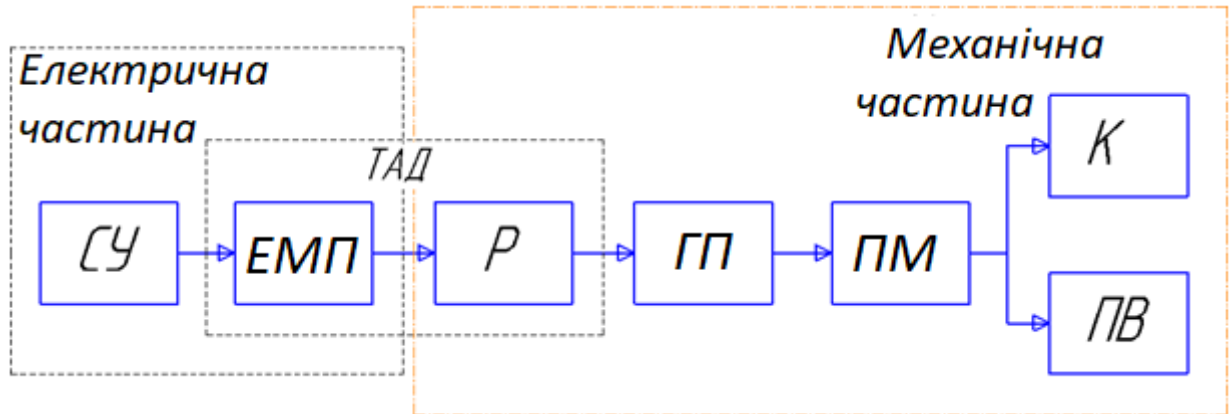 Електрична
частина
Механічна
частина
ТАД
СУ
ЕМП
Р
ГП
ПМ
К
ПВ